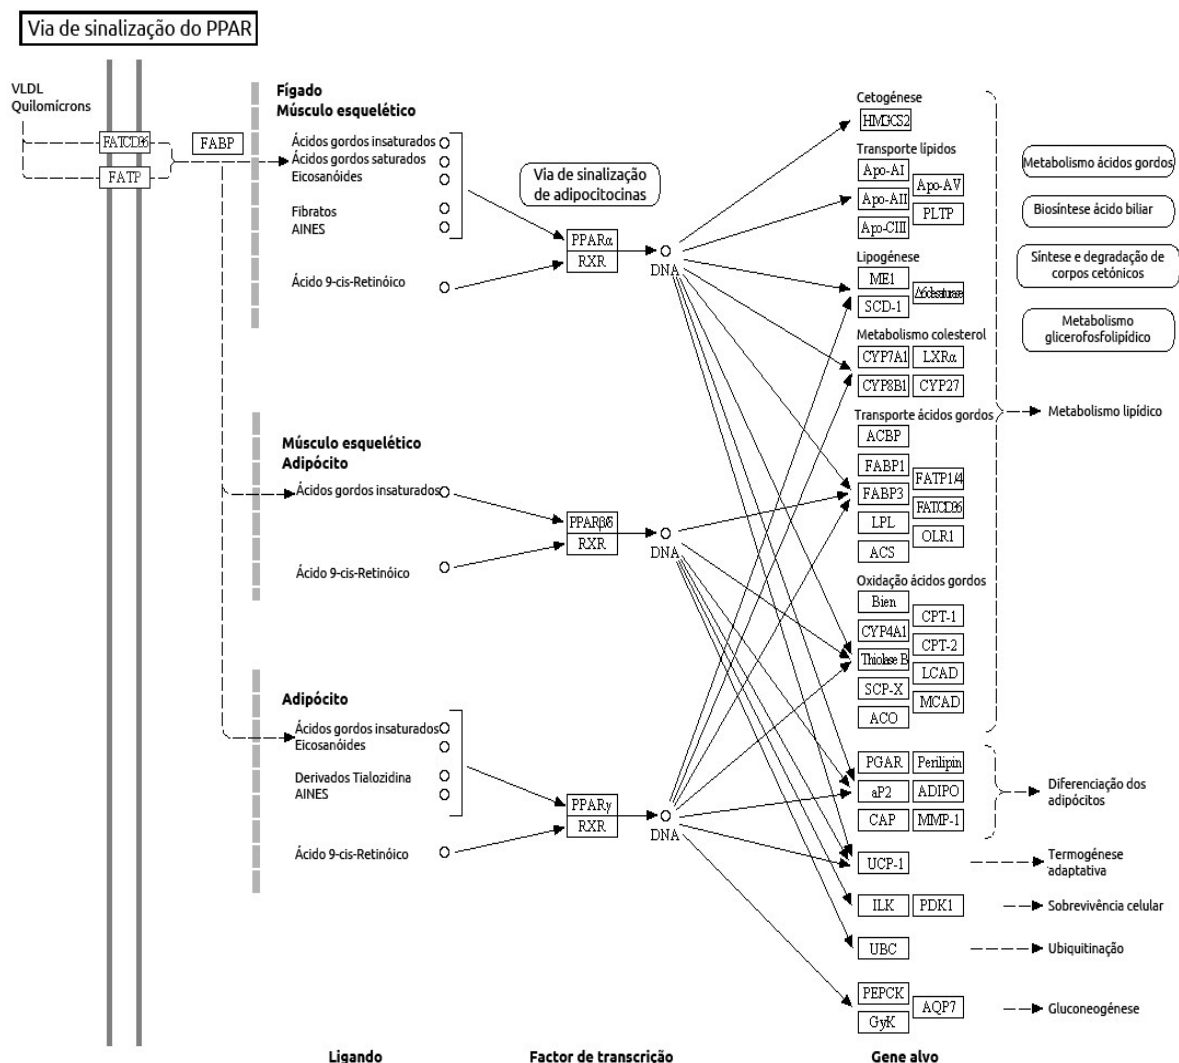 Via de sinalização do PPAR
VLDL
Quilomícrons
FATCD36
FATP
FABP
Fígado
Músculo esquelético
Ácidos gordos insaturados
Ácidos gordos saturados
Eicosanóides
Fibratos
AINES
Ácido 9-cis-Retinóico
Via de sinalização
de adipocitocinas
PPARα
RXR
DNA
Músculo esquelético
Adipócito
Ácidos gordos insaturados
Ácido 9-cis-Retinóico
PPARβ/δ
RXR
DNA
Adipócito
Ácidos gordos insaturados
Eicosanóides
Derivados Tialozidina
AINES
Ácido 9-cis-Retinóico
PPARγ
RXR
DNA
Cetogénese
HMGCS2
Transporte lípidos
Apo-AI
Apo-AV
Apo-AII
PLTP
Apo-CIII
Lipogénese
ME1
Δ6desaturase
SCD-1
Metabolismo colesterol
CYP7A1 LXRα
CYP8B1 CYP27
Transporte ácidos gordos
ACBP
FABP1
FATP1/4
FABP3
FATCD36
LPL
OLR1
ACS
Oxidação ácidos gordos
Bien
CPT-1
CYP4A1
CPT-2
Thiolase B
LCAD
SCP-X
MCAD
ACO
PGAR Perilipin
aP2 ADIPO
CAP MMP-1
UCP-1
ILK PDK1
UBC
PEPCK
AQP7
GyK
Metabolismo ácidos gordos
Biosíntese ácido biliar
Síntese e degradação de
corpos cetónicos
Metabolismo
glicerofosfolipídico
Metabolismo lipídico
Diferenciação dos
adipócitos
Termogénese
adaptativa
Sobrevivência celular
Ubiquitinação
Gluconeogénese
Ligando
Factor de transcrição
Gene alvo